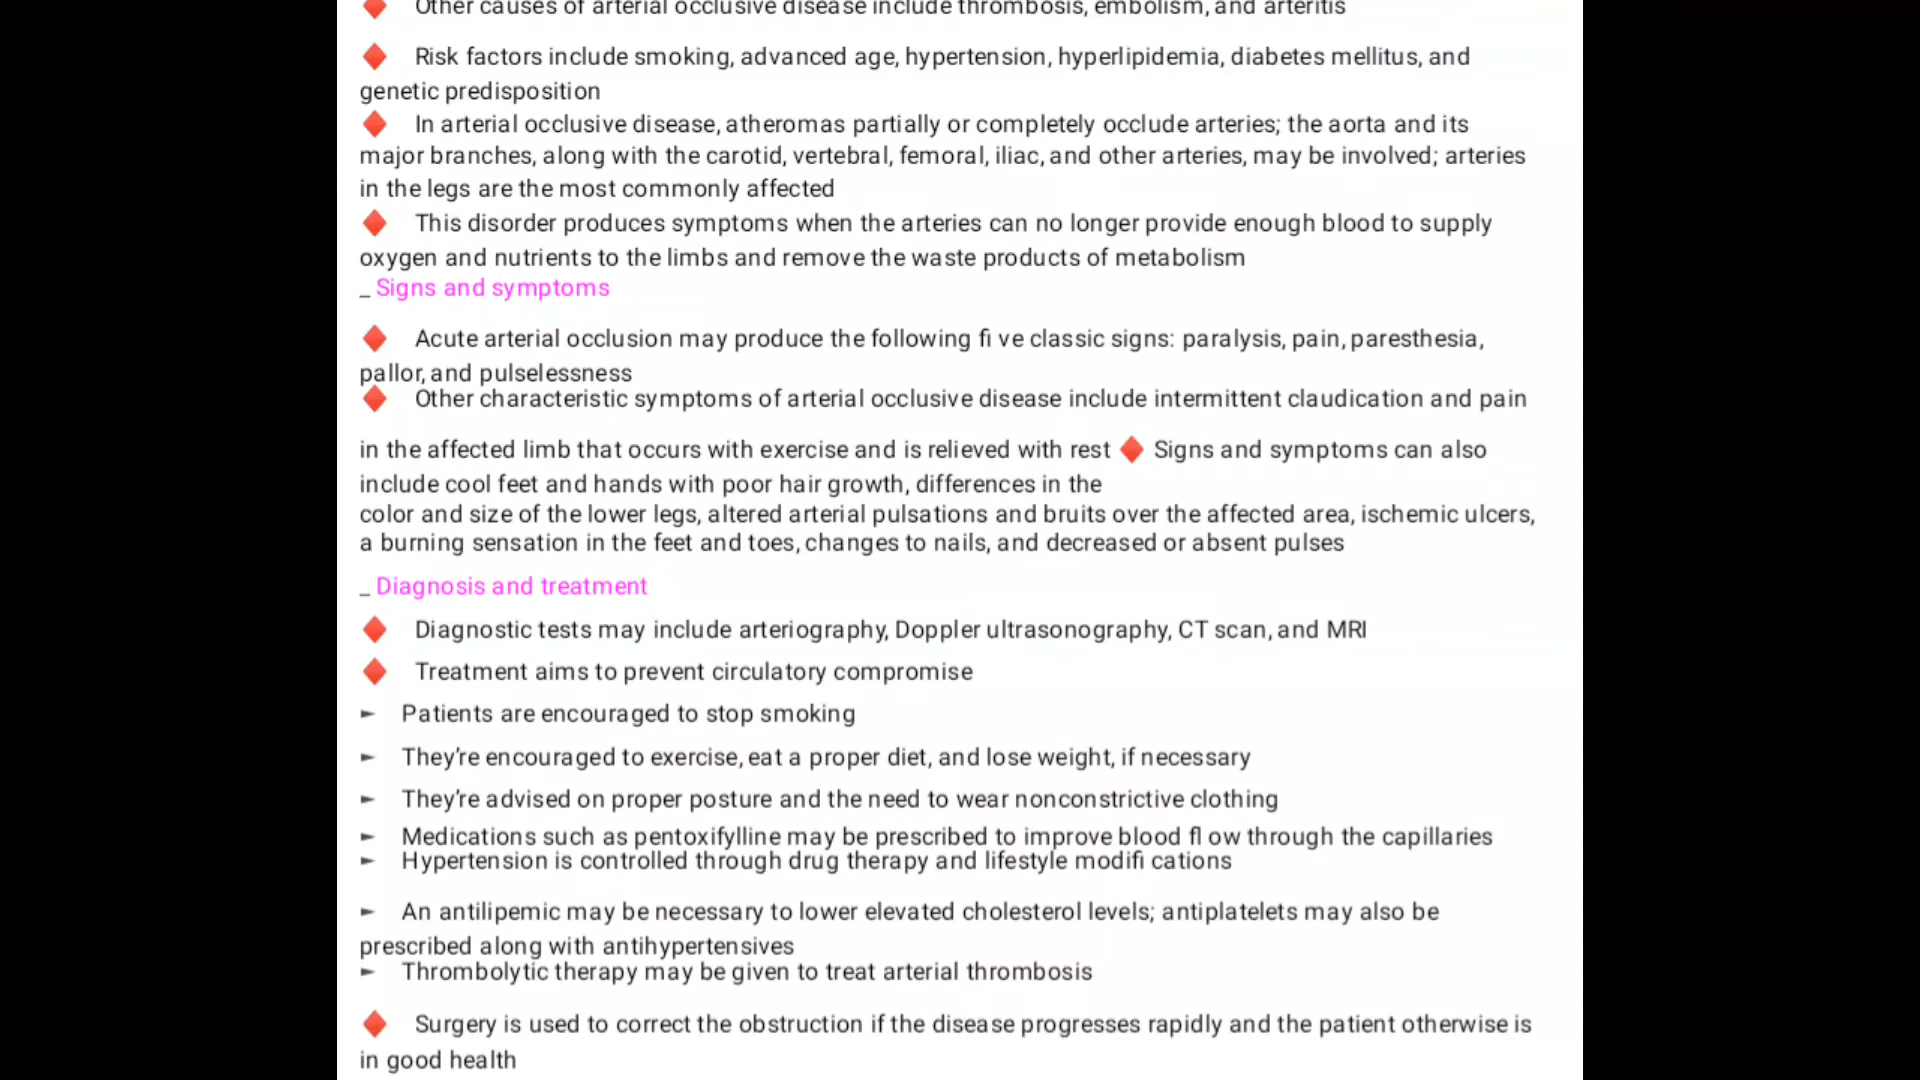 ♦ Other causes of arterial occlusive disease include thrombosis, embolism, and arteritis
♦ Risk factors include smoking, advanced age, hypertension, hyperlipidemia, diabetes mellitus, and
genetic predisposition
♦ In arterial occlusive disease, atheromas partially or completely occlude arteries; the aorta and its
major branches, along with the carotid, vertebral, femoral, iliac, and other arteries, may be involved; arteries
in the legs are the most commonly affected
♦ This disorder produces symptoms when the arteries can no longer provide enough blood to supply
oxygen and nutrients to the limbs and remove the waste products of metabolism
_ Signs and symptoms
♦ Acute arterial occlusion may produce the following fi ve classic signs: paralysis, pain, paresthesia,
pallor, and pulselessness
♦ Other characteristic symptoms of arterial occlusive disease include intermittent claudication and pain
in the affected limb that occurs with exercise and is relieved with rest ♦ Signs and symptoms can also
include cool feet and hands with poor hair growth, differences in the
color and size of the lower legs, altered arterial pulsations and bruits over the affected area, ischemic ulcers,
a burning sensation in the feet and toes, changes to nails, and decreased or absent pulses
_ Diagnosis and treatment
♦ Diagnostic tests may include arteriography, Doppler ultrasonography, CT scan, and MRI
♦ Treatment aims to prevent circulatory compromise
► Patients are encouraged to stop smoking
► They're encouraged to exercise, eat a proper diet, and lose weight, if necessary
► They're advised on proper posture and the need to wear nonconstrictive clothing
► Medications such as pentoxifylline may be prescribed to improve blood fl ow through the capillaries
► Hypertension is controlled through drug therapy and lifestyle modifi cations
► An antilipemic may be necessary to lower elevated cholesterol levels; antiplatelets may also be
prescribed along with antihypertensives
► Thrombolytic therapy may be given to treat arterial thrombosis
♦ Surgery is used to correct the obstruction if the disease progresses rapidly and the patient otherwise is
in good health